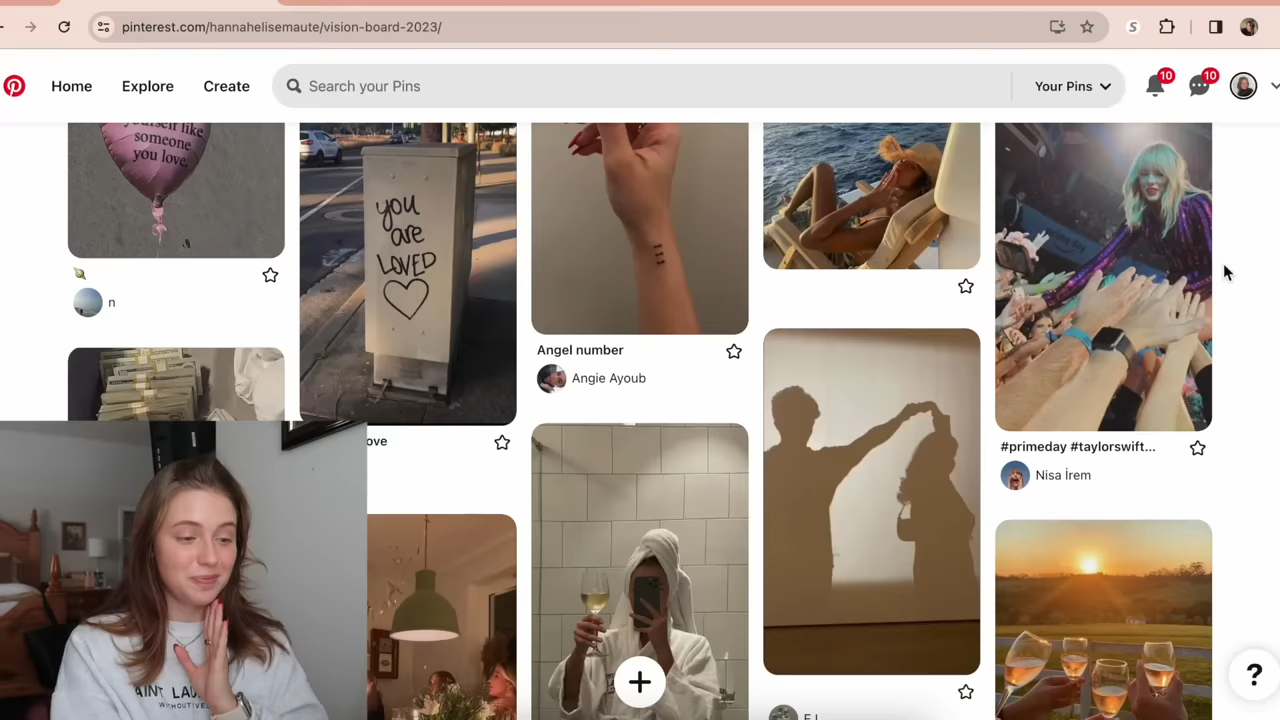 pinterest.com/hannahelisemaute/vision-board-2023/
S
Home
Explore
Create
Search your Pins
Your Pins
10
10
yourself like
someone
you love.
n
you
are
LOVED
ove
Angel number
Angie Ayoub
#primeday #taylorswift...
Nisa İrem
AINT LAU
WITHOUT
+
?